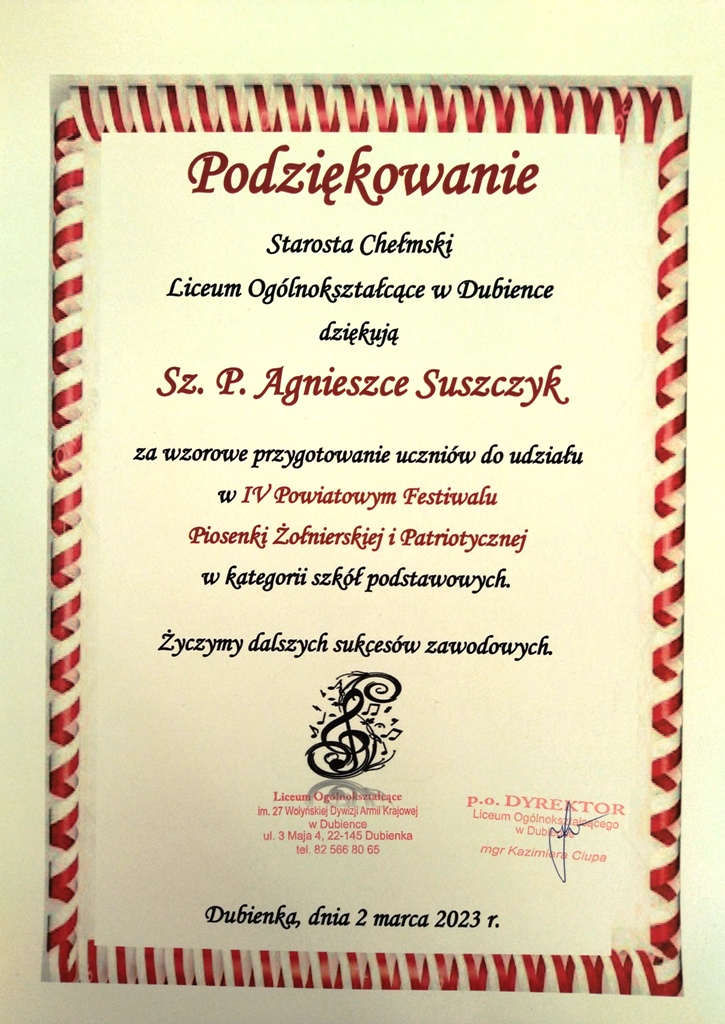 Podziękowanie
Starosta Chełmski
Liceum Ogólnokształcące w Dubience
dziękują
Sz. P. Agnieszce Suszczyk
za wzorowe przygotowanie uczniów do udziału
w IV Powiatowym Festiwalu
Piosenki Żołnierskiej i Patriotycznej
w kategorii szkół podstawowych.
Życzymy dalszych sukcesów zawodowych.
Liceum Ogólnokształcące
im. 27 Wołyńskiej Dywizji Armii Krajowej
w Dubience
ul. 3 Maja 4, 22-145 Dubienka
tel. 82 566 80 65
p.o. DYREKTOR
Liceum Ogólnokształcącego
w Dubience
mgr Kazimiera Ciupa
Dubienka, dnia 2 marca 2023 r.